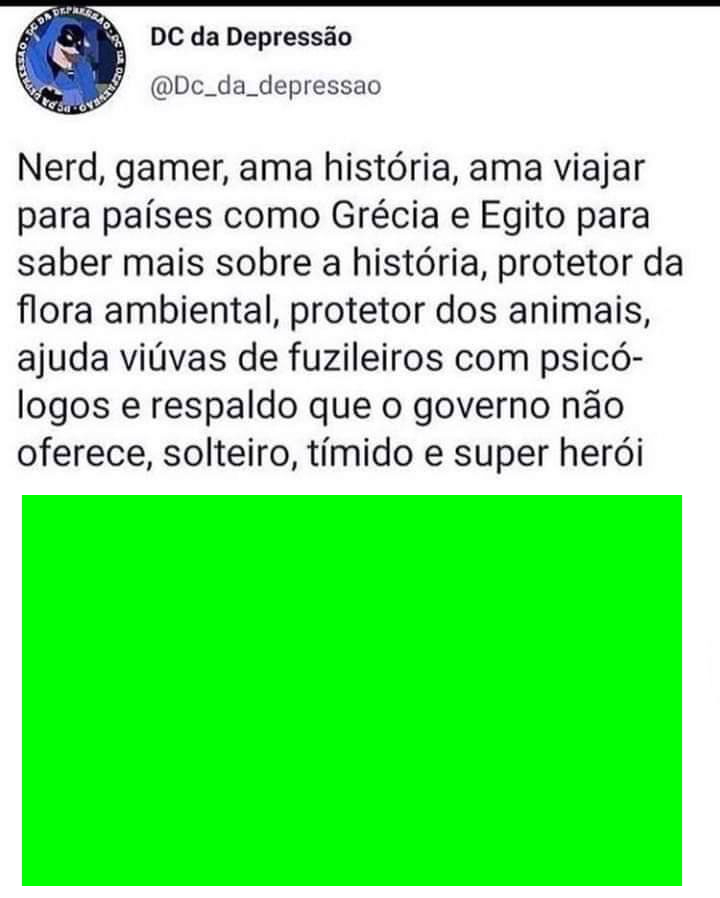 DC da Depressão
@Dc_da_depressao
Nerd, gamer, ama história, ama viajar
para países como Grécia e Egito para
saber mais sobre a história, protetor da
flora ambiental, protetor dos animais,
ajuda viúvas de fuzileiros com psicó-
logos e respaldo que o governo não
oferece, solteiro, tímido e super herói